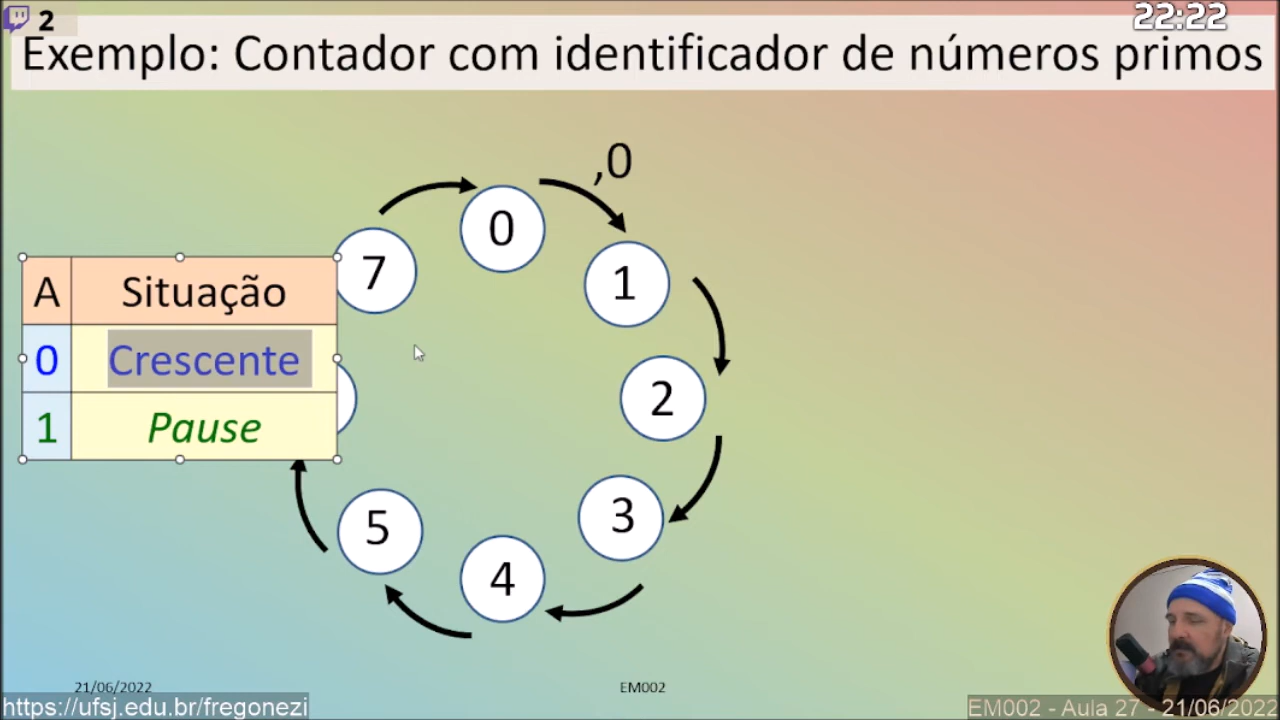 2
22:22
Exemplo: Contador com identificador de números primos
,0
0
7
1
A Situação
0 Crescente
1 Pause
2
3
5
4
21/06/2022
EM002
https://ufsj.edu.br/fregonezi
EM002 - Aula 27 - 21/06/2022